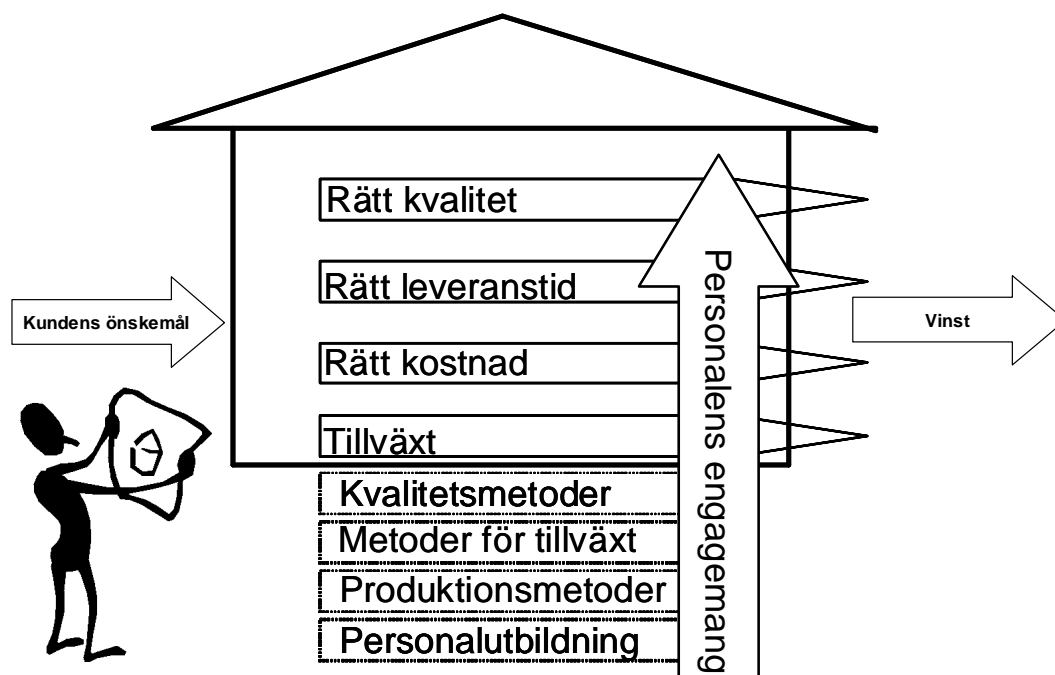 Rätt kvalitet
Rätt leveranstid
Kundens önskemål
Vinst
Rätt kostnad
Tillväxt
Kvalitetsmetoder
Metoder för tillväxt
Produktionsmetoder
Personalutbildning
Personalens engagemang